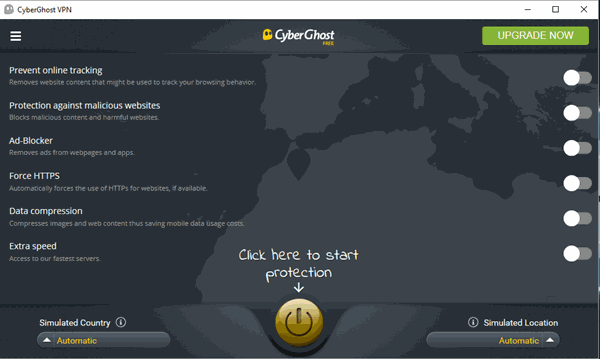 CyberGhost VPN
CyberGhost
FREE
UPGRADE NOW
Prevent online tracking
Removes website content that might be used to track your browsing behavior.
Protection against malicious websites
Blocks malicious content and harmful websites.
Ad-Blocker
Removes ads from webpages and apps.
Force HTTPS
Automatically forces the use of HTTPs for websites, if available.
Data compression
Compresses images and web content thus saving mobile data usage costs.
Extra speed
Access to our fastest servers.
Click here to start
protection
Simulated Country
Automatic
Simulated Location
Automatic